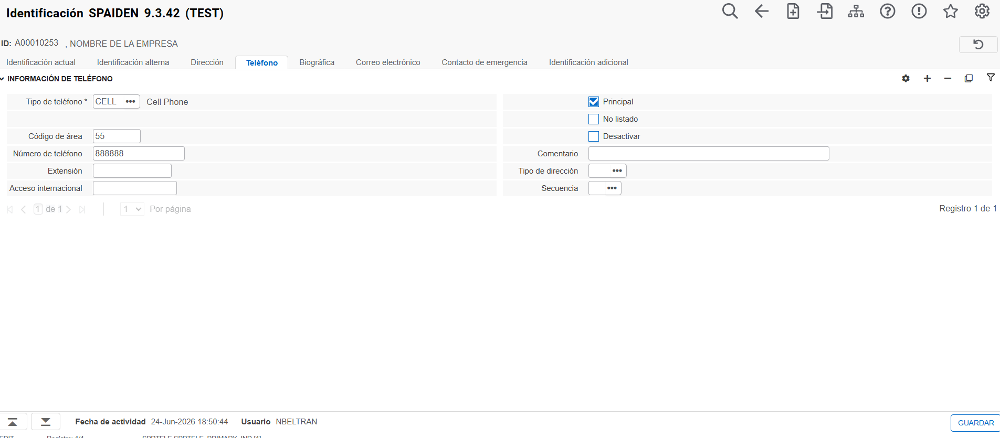 Identificación SPAIDEN 9.3.42 (TEST)
ID: A00010253 , NOMBRE DE LA EMPRESA
Identificación actual Identificación alterna Dirección Teléfono Biográfica Correo electrónico Contacto de emergencia Identificación adicional
INFORMACIÓN DE TELÉFONO
Tipo de teléfono * CELL ••• Cell Phone
Principal
No listado
Código de área 55
Desactivar
Número de teléfono 888888
Comentario
Extensión
Tipo de dirección •••
Acceso internacional
Secuencia •••
1 de 1 1 Por página Registro 1 de 1
Fecha de actividad 24-Jun-2026 18:50:44 Usuario NBELTRAN
GUARDAR
EDIT Registro: 1/1 SPRTELE.SPRTELE_PRIMARY_IND [1]